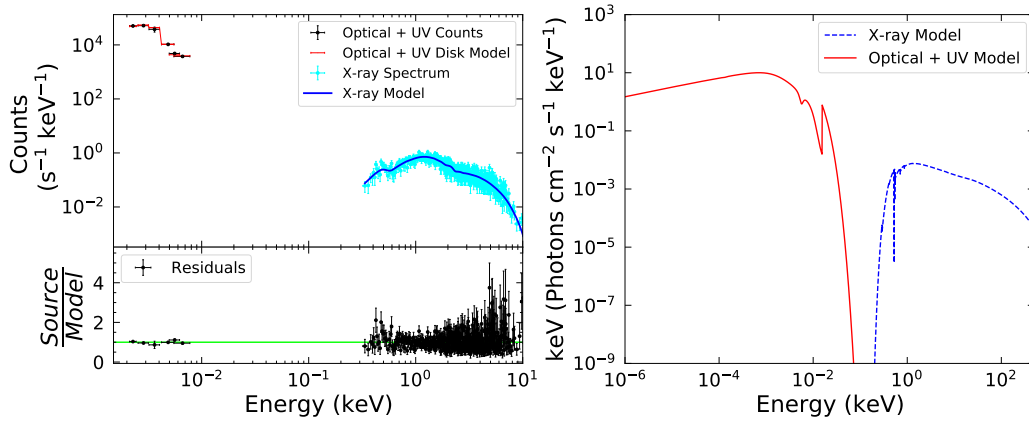 10⁴
10²
10⁰
10⁻²
Counts
(s⁻¹ keV⁻¹)
Optical + UV Counts
Optical + UV Disk Model
X-ray Spectrum
X-ray Model
4
2
0
Source
Model
Residuals
10⁻²
10⁻¹
10⁰
10¹
Energy (keV)
10³
10¹
10⁻¹
10⁻³
10⁻⁵
10⁻⁷
10⁻⁹
keV (Photons cm⁻² s⁻¹ keV⁻¹)
X-ray Model
Optical + UV Model
10⁻⁶
10⁻⁴
10⁻²
10⁰
10²
Energy (keV)